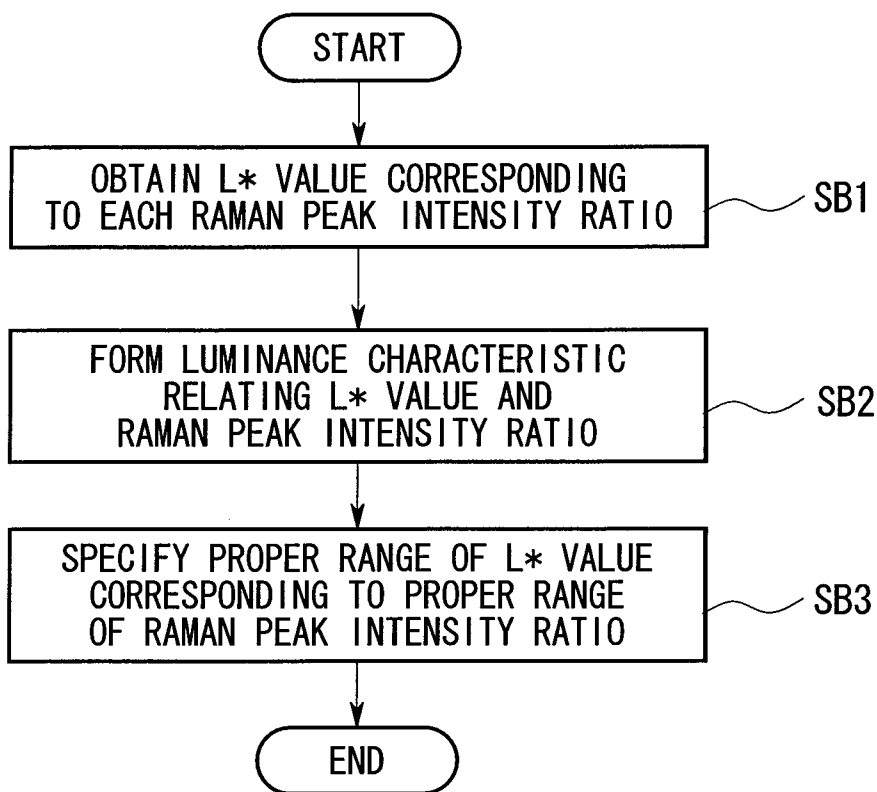 START
OBTAIN L* VALUE CORRESPONDING
TO EACH RAMAN PEAK INTENSITY RATIO
SB1
FORM LUMINANCE CHARACTERISTIC
RELATING L* VALUE AND
RAMAN PEAK INTENSITY RATIO
SB2
SPECIFY PROPER RANGE OF L* VALUE
CORRESPONDING TO PROPER RANGE
OF RAMAN PEAK INTENSITY RATIO
SB3
END